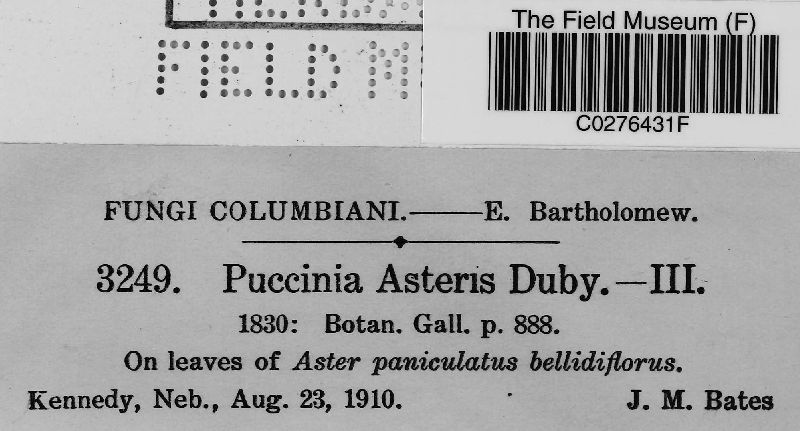 The Field Museum (F)
FIELD M
C0276431F
FUNGI COLUMBIANI.——E. Bartholomew.
3249. Puccinia Asteris Duby.—III.
1830: Botan. Gall. p. 888.
On leaves of Aster paniculatus bellidiflorus.
Kennedy, Neb., Aug. 23, 1910. J. M. Bates